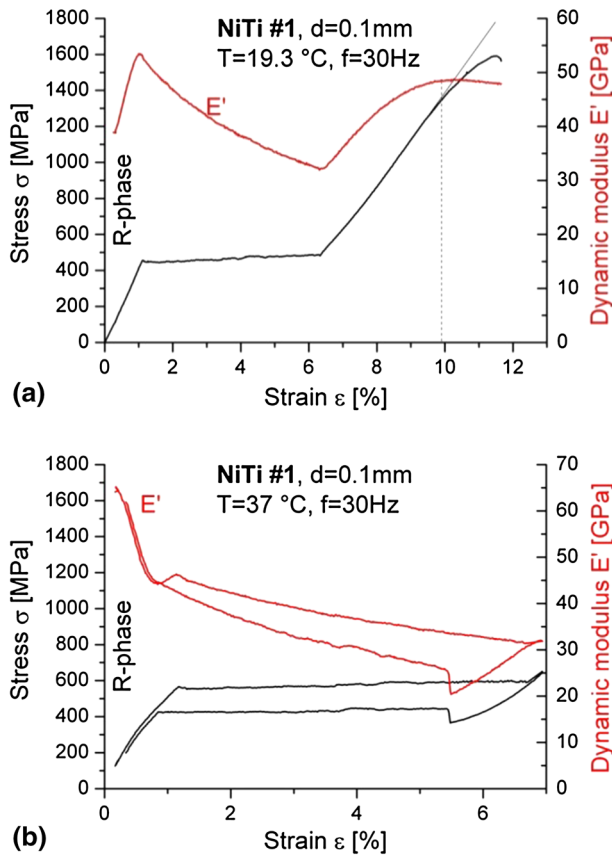 NiTi #1, d=0.1mm
T=19.3 °C, f=30Hz
E'
R-phase
Stress σ [MPa]
1800
1600
1400
1200
1000
800
600
400
200
0
Dynamic modulus E' [GPa]
60
50
40
30
20
10
0
0 2 4 6 8 10 12
Strain ε [%]
(a)
NiTi #1, d=0.1mm
T=37 °C, f=30Hz
E'
R-phase
Stress σ [MPa]
1800
1600
1400
1200
1000
800
600
400
200
0
Dynamic modulus E' [GPa]
70
60
50
40
30
20
10
0
0 2 4 6
Strain ε [%]
(b)